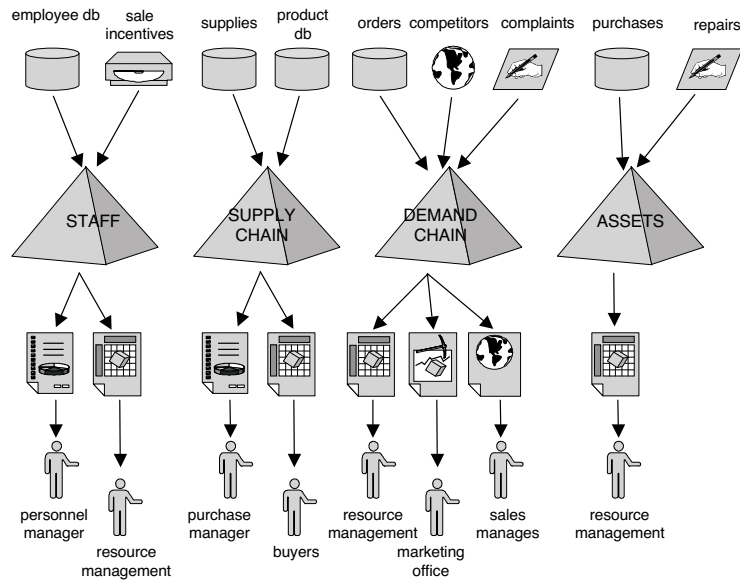 employee db
sale
incentives
supplies
product
db
orders
competitors
complaints
purchases
repairs
STAFF
SUPPLY
CHAIN
DEMAND
CHAIN
ASSETS
personnel
manager
resource
management
purchase
manager
buyers
resource
management
marketing
office
sales
manages
resource
management